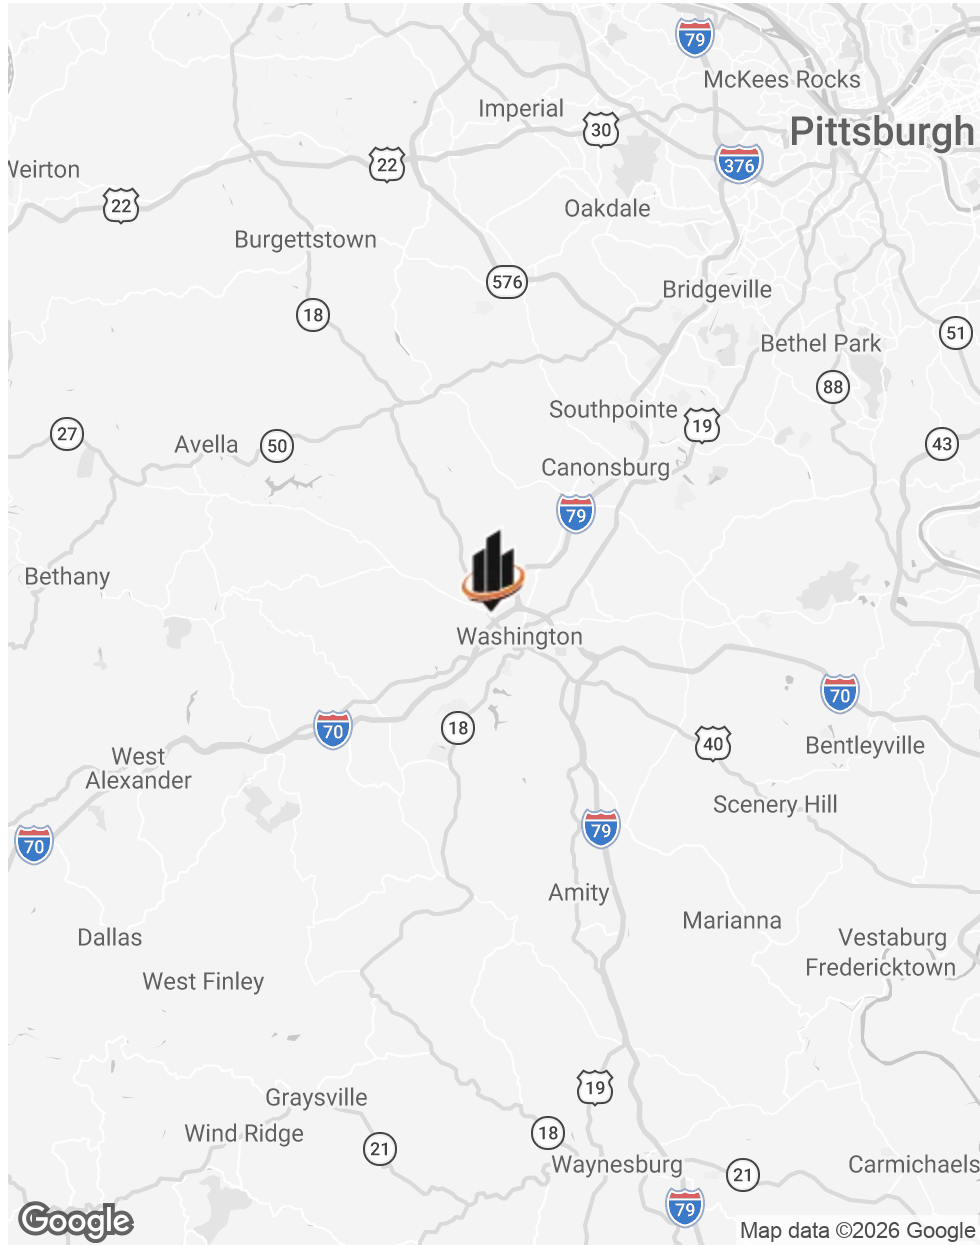 79
McKees Rocks
Imperial
30
Pittsburgh
22
376
Weirton
22
Oakdale
Burgettstown
576
Bridgeville
18
51
Bethel Park
88
Southpointe
19
27
Avella
50
43
Canonsburg
79
Bethany
Washington
70
18
70
40
Bentleyville
West
Alexander
Scenery Hill
79
70
Amity
Marianna
Dallas
Vestaburg
Fredericktown
West Finley
19
Graysville
Wind Ridge
18
21
Waynesburg
21
Carmichaels
79
Google
Map data ©2026 Google